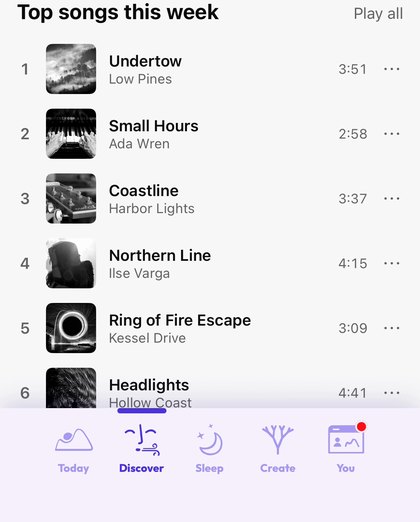 Top songs this week
Play all
1
Undertow
Low Pines
3:51
2
Small Hours
Ada Wren
2:58
3
Coastline
Harbor Lights
3:37
4
Northern Line
Ilse Varga
4:15
5
Ring of Fire Escape
Kessel Drive
3:09
6
Headlights
Hollow Coast
4:41
Today
Discover
Sleep
Create
You